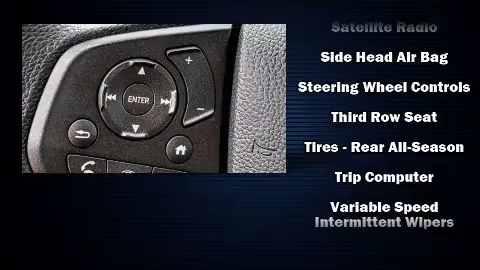 Satellite Radio
Side Head Air Bag
Steering Wheel Controls
Third Row Seat
Tires - Rear All-Season
Trip Computer
Variable Speed
Intermittent Wipers
+
ENTER
-